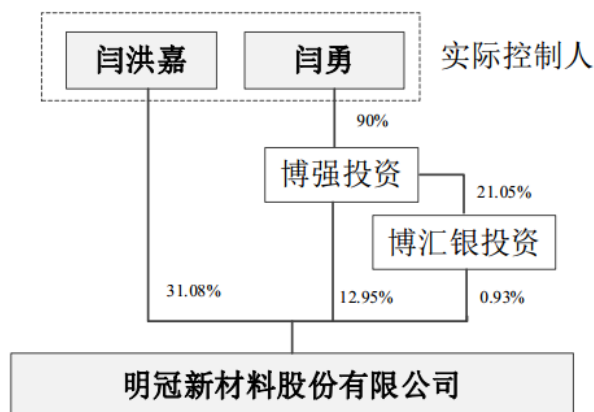 闫洪嘉
闫勇
实际控制人
90%
博强投资
21.05%
博汇银投资
31.08%
12.95%
0.93%
明冠新材料股份有限公司